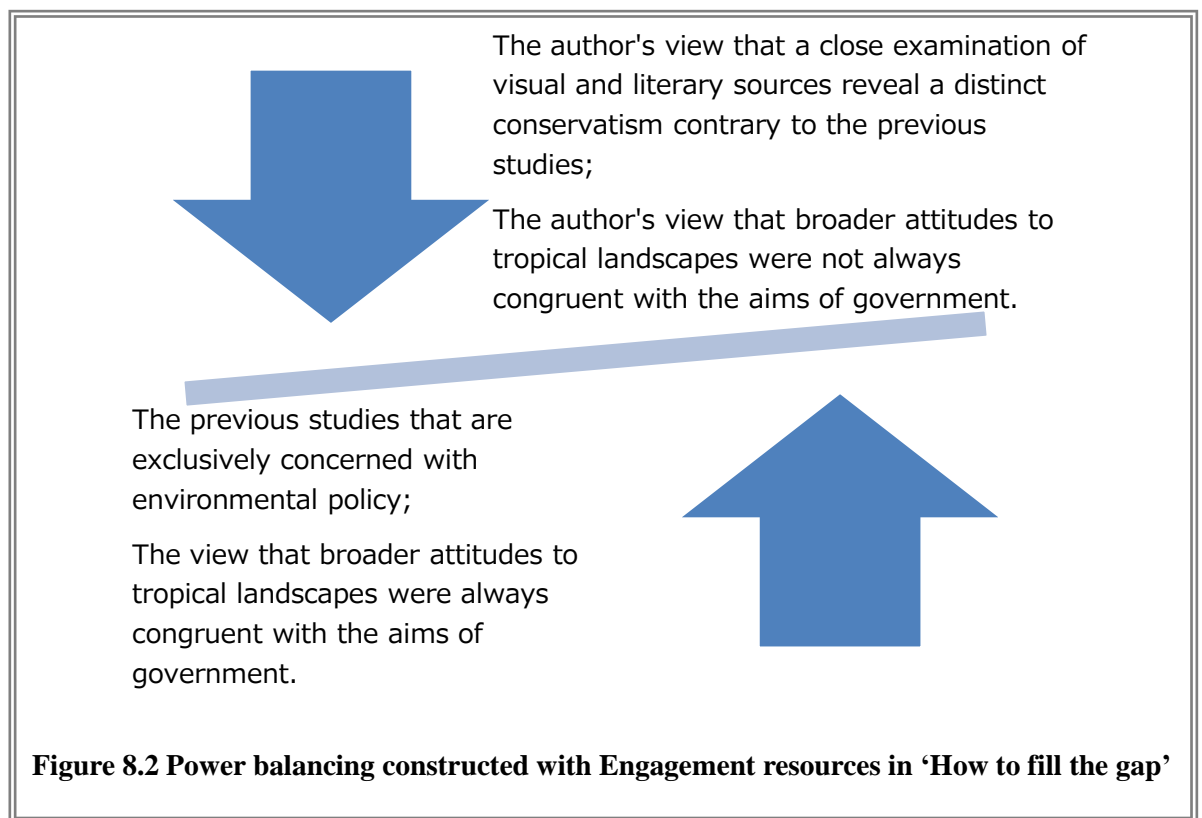 The author's view that a close examination of
visual and literary sources reveal a distinct
conservatism contrary to the previous
studies;
The author's view that broader attitudes to
tropical landscapes were not always
congruent with the aims of government.
The previous studies that are
exclusively concerned with
environmental policy;
The view that broader attitudes to
tropical landscapes were always
congruent with the aims of
government.
Figure 8.2 Power balancing constructed with Engagement resources in ‘How to fill the gap’